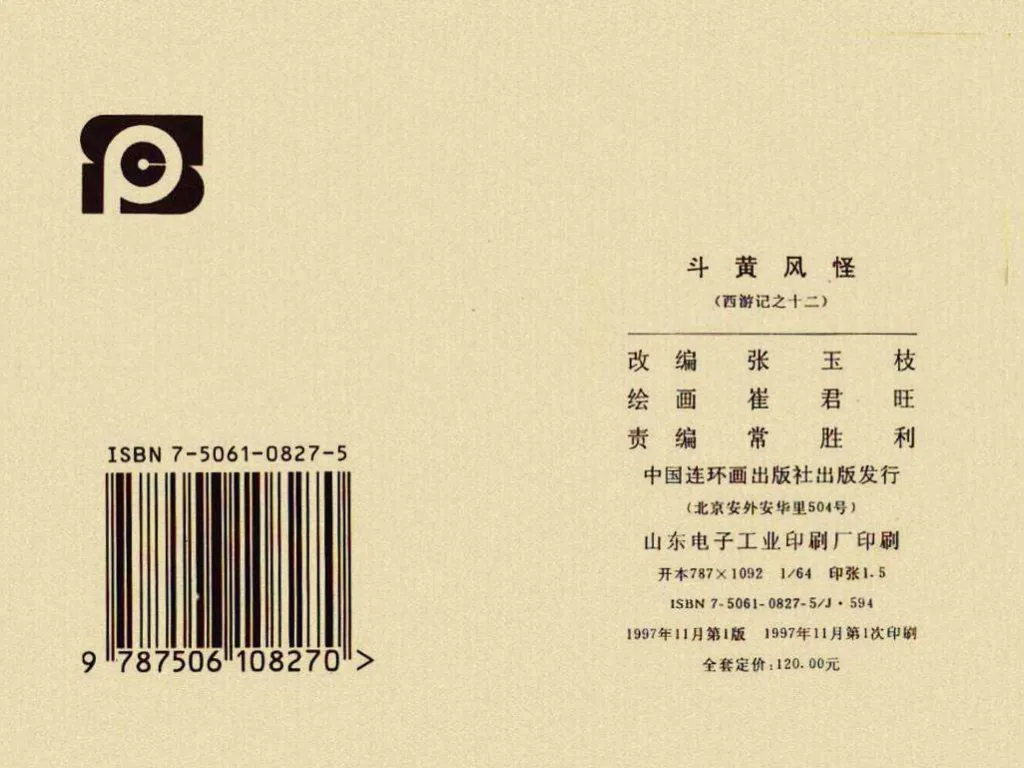 ISBN 7-5061-0827-5
9 787506 108270 >
斗黄风怪
（西游记之十二）
改编 张玉枝
绘画 崔君旺
责编 常胜利
中国连环画出版社出版发行
（北京安外安华里504号）
山东电子工业印刷厂印刷
开本787×1092 1/64 印张1.5
ISBN 7-5061-0827-5/J·594
1997年11月第1版 1997年11月第1次印刷
全套定价:120.00元